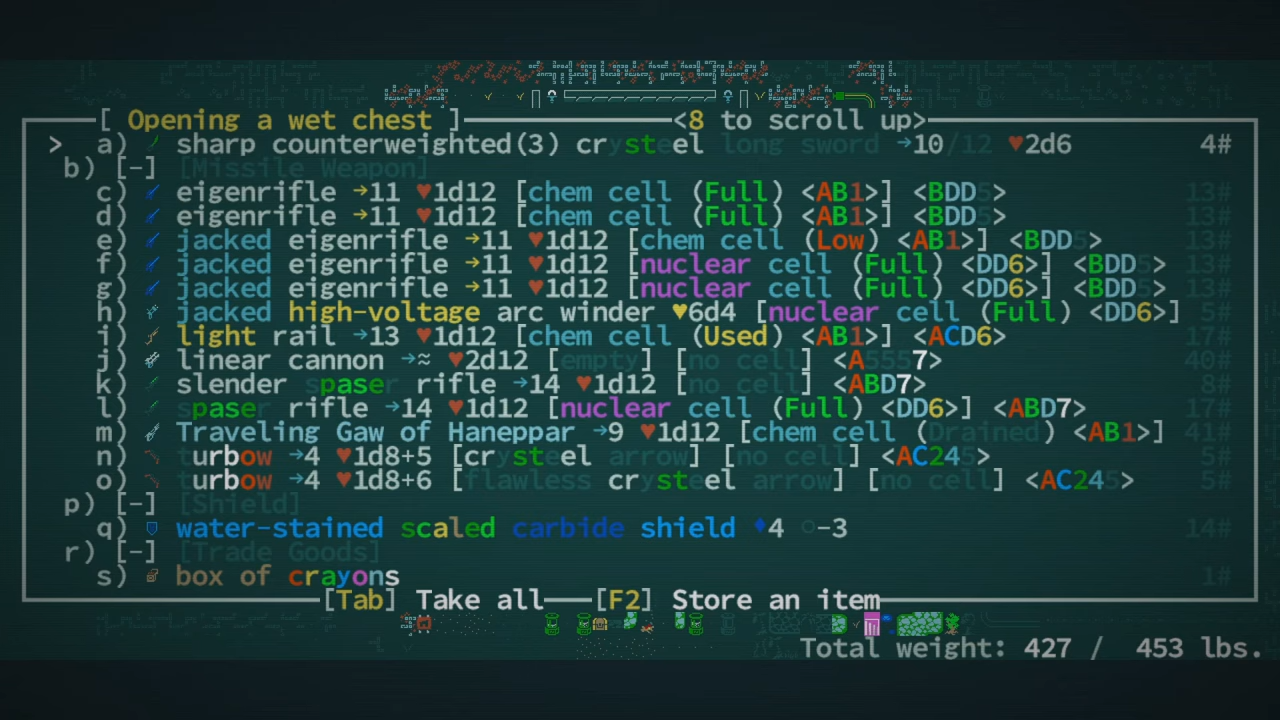 [ Opening a wet chest ] <8 to scroll up>
> a) sharp counterweighted(3) crysteel long sword →10/12 ♥2d6 4#
b) [-] [Missile Weapon]
c) eigenrifle →11 ♥1d12 [chem cell (Full) <AB1>] <BDD5> 13#
d) eigenrifle →11 ♥1d12 [chem cell (Full) <AB1>] <BDD5> 13#
e) jacked eigenrifle →11 ♥1d12 [chem cell (Low) <AB1>] <BDD5> 13#
f) jacked eigenrifle →11 ♥1d12 [nuclear cell (Full) <DD6>] <BDD5> 13#
g) jacked eigenrifle →11 ♥1d12 [nuclear cell (Full) <DD6>] <BDD5> 13#
h) jacked high-voltage arc winder ♥6d4 [nuclear cell (Full) <DD6>] 5#
i) light rail →13 ♥1d12 [chem cell (Used) <AB1>] <ACD6> 17#
j) linear cannon →≈ ♥2d12 [empty] [no cell] <A5557> 40#
k) slender spaser rifle →14 ♥1d12 [no cell] <ABD7> 8#
l) spaser rifle →14 ♥1d12 [nuclear cell (Full) <DD6>] <ABD7> 17#
m) Traveling Gaw of Haneppar →9 ♥1d12 [chem cell (Drained) <AB1>] 41#
n) turbow →4 ♥1d8+5 [crysteel arrow] [no cell] <AC245> 5#
o) turbow →4 ♥1d8+6 [flawless crysteel arrow] [no cell] <AC245> 5#
p) [-] [Shield]
q) water-stained scaled carbide shield ♦4 ○-3 14#
r) [-] [Trade Goods]
s) box of crayons 1#
[Tab] Take all [F2] Store an item
Total weight: 427 / 453 lbs.